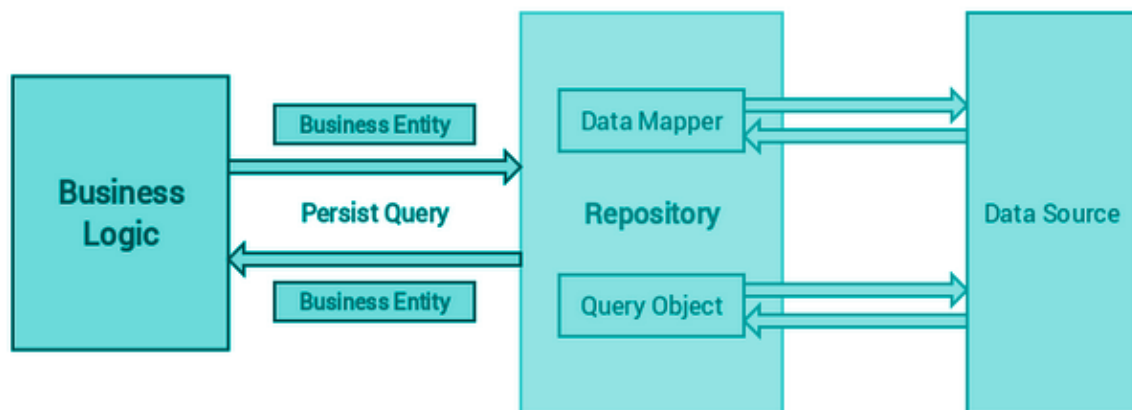 Business
Logic
Business Entity
Persist Query
Business Entity
Data Mapper
Repository
Query Object
Data Source